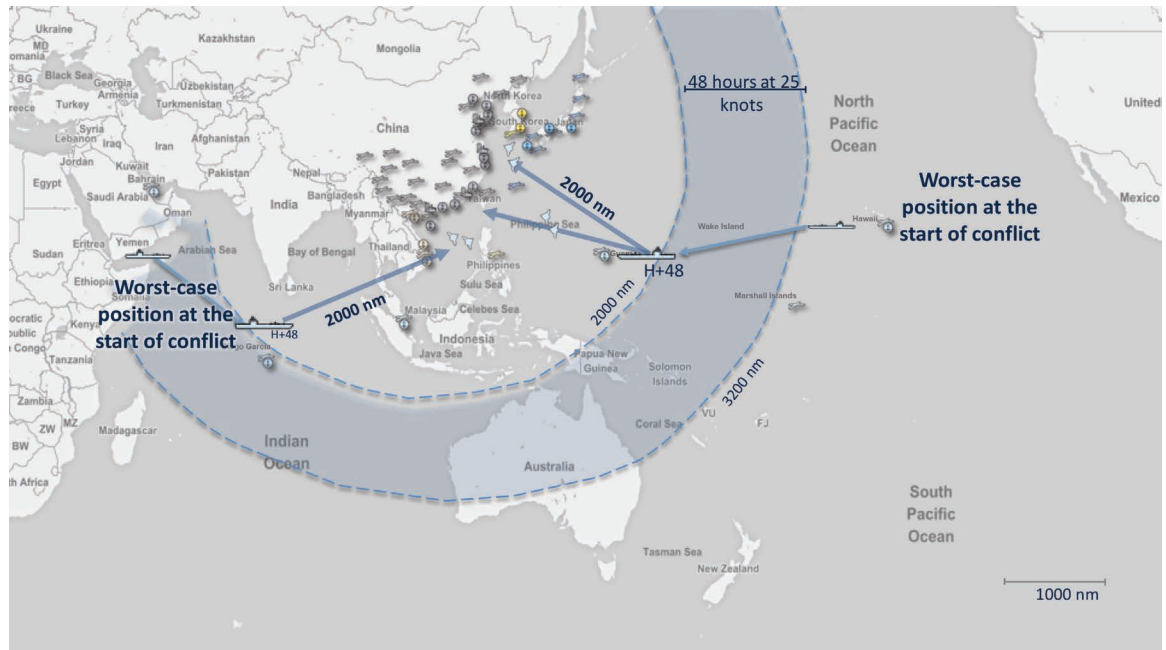 Ukraine
Kazakhstan
MD
omania
Mongolia
BG
Black Sea
Georgia
Armenia
Uzbekistan
Turkmenistan
reece
Turkey
North Korea
South Korea
Japan
Syria
Lebanon
Iraq
Iran
Afghanistan
China
Jordan
Kuwait
Bahrain
Pakistan
Nepal
Egypt
Saudi Arabia
Oman
India
Bangladesh
Myanmar
Taiwan
48 hours at 25
knots
North
Pacific
Ocean
United
Mexico
Worst-case
position at the
start of conflict
Hawaii
Wake Island
2000 nm
Philippine Sea
Eritrea
Yemen
Arabian Sea
Bay of Bengal
Thailand
Sudan
Philippines
H+48
Ethiopia
Somalia
Sri Lanka
Sulu Sea
Marshall Islands
Worst-case
position at the
start of conflict
2000 nm
2000 nm
Malaysia
Celebes Sea
ocratic
public
Congo
Kenya
H+48
go Garcia
Indonesia
Java Sea
Tanzania
Papua New
Guinea
Solomon
Islands
3200 nm
Zambia
ZW
MZ
Madagascar
BW
Coral Sea
VU
FJ
Indian
Ocean
Australia
th Africa
South
Pacific
Ocean
Tasman Sea
New Zealand
1000 nm